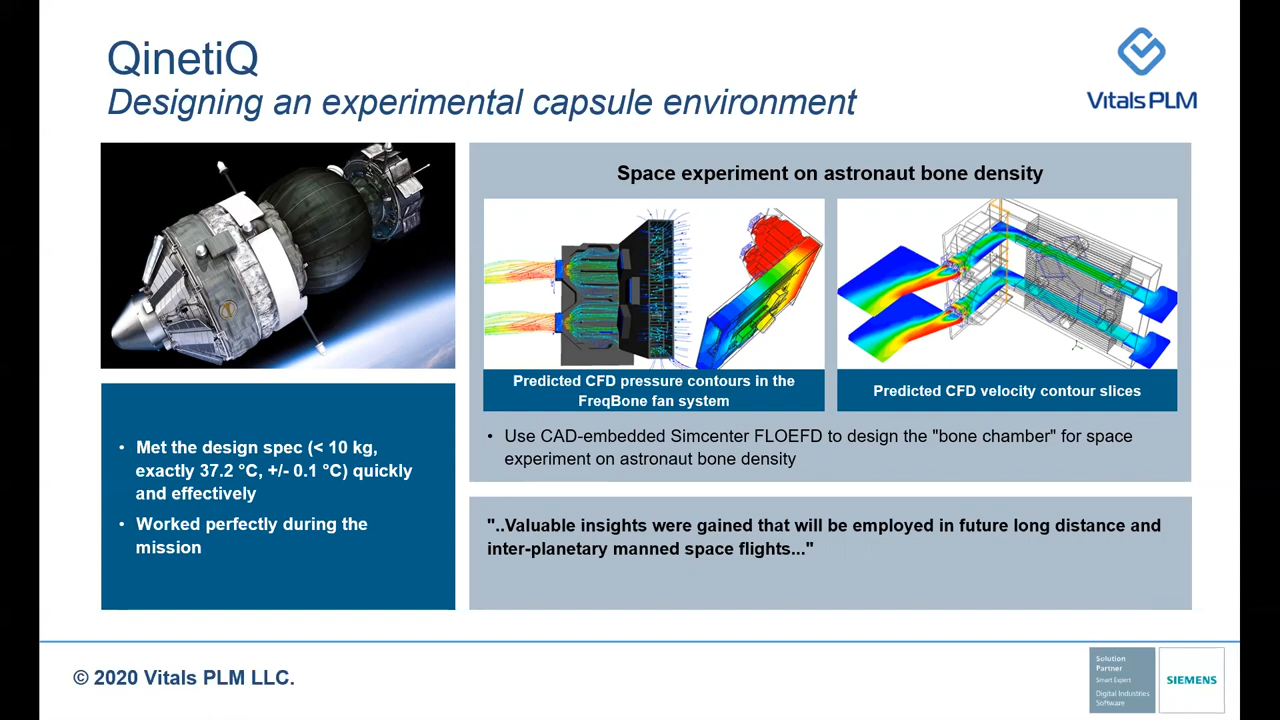 QinetiQ
Designing an experimental capsule environment
Vitals PLM
Space experiment on astronaut bone density
Predicted CFD pressure contours in the
FreqBone fan system
Predicted CFD velocity contour slices
• Met the design spec (< 10 kg,
exactly 37.2 °C, +/- 0.1 °C) quickly
and effectively
• Worked perfectly during the
mission
• Use CAD-embedded Simcenter FLOEFD to design the "bone chamber" for space
experiment on astronaut bone density
"..Valuable insights were gained that will be employed in future long distance and
inter-planetary manned space flights..."
© 2020 Vitals PLM LLC.
Solution
Partner
Smart Expert
Digital Industries
Software
SIEMENS